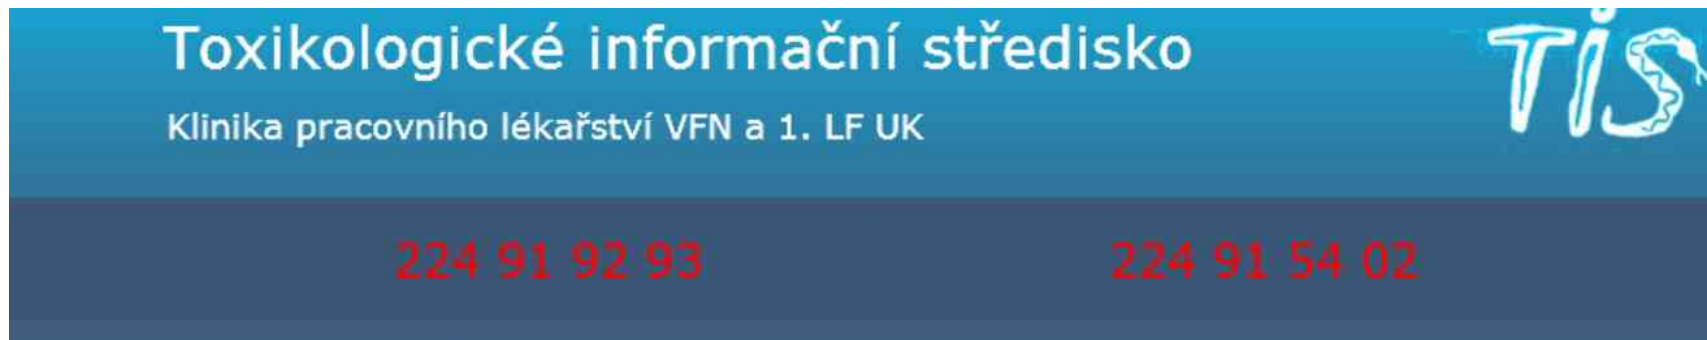 Toxikologické informační středisko
TIS
Klinika pracovního lékařství VFN a 1. LF UK
224 91 92 93
224 91 54 02